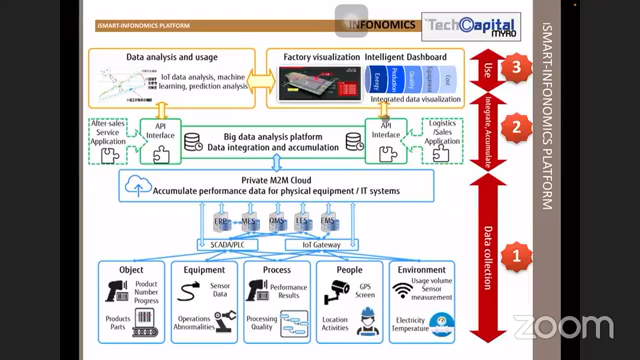 iSMART-INFONOMICS PLATFORM
INFONOMICS
TechCapital
MYRO
iSMART-INFONOMICS PLATFORM
Data analysis and usage
IoT data analysis, machine
learning, prediction analysis
Factory visualization Intelligent Dashboard
Energy
Production
Quality
Equipment
Cost
Integrated data visualization
Use
3
After-sales
Service
Application
API
Interface
Big data analysis platform
Data integration and accumulation
API
Interface
Logistics
/Sales
Application
Integrate, Accumulate
2
Private M2M Cloud
Accumulate performance data for physical equipment / IT systems
ERP
MES
QMS
EMS
SCADA/PLC
IoT Gateway
Data collection
1
Object
Product
Number
Progress
Products
Parts
Equipment
Sensor
Data
Operations
Abnormalities
Process
Performance
Results
Processing
Quality
People
GPS
Screen
Location
Activities
Environment
Usage volume
Sensor
measurement
Electricity
Temperature
zoom